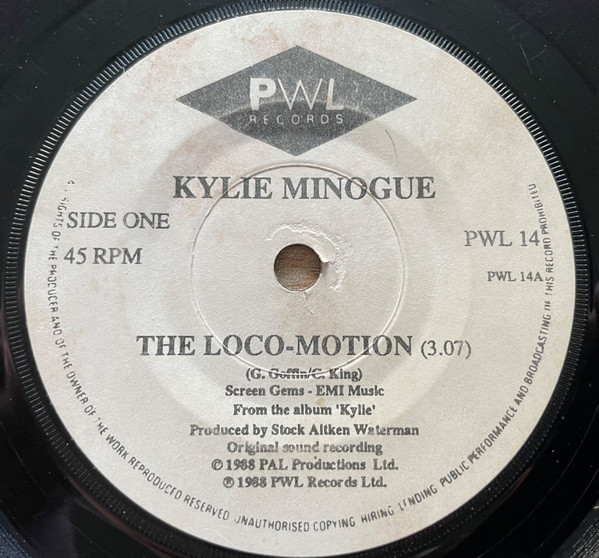 PWL
RECORDS
KYLIE MINOGUE
SIDE ONE
45 RPM
PWL 14
PWL 14A
THE LOCO-MOTION (3.07)
(G. Goffin/C. King)
Screen Gems - EMI Music
From the album 'Kylie'
Produced by Stock Aitken Waterman
Original sound recording
℗ 1988 PAL Productions Ltd.
© 1988 PWL Records Ltd.
RIGHTS OF THE PRODUCER AND OF THE OWNER OF THE WORK REPRODUCED RESERVED UNAUTHORISED COPYING HIRING LENDING PUBLIC PERFORMANCE AND BROADCASTING OF THIS RECORD PROHIBITED